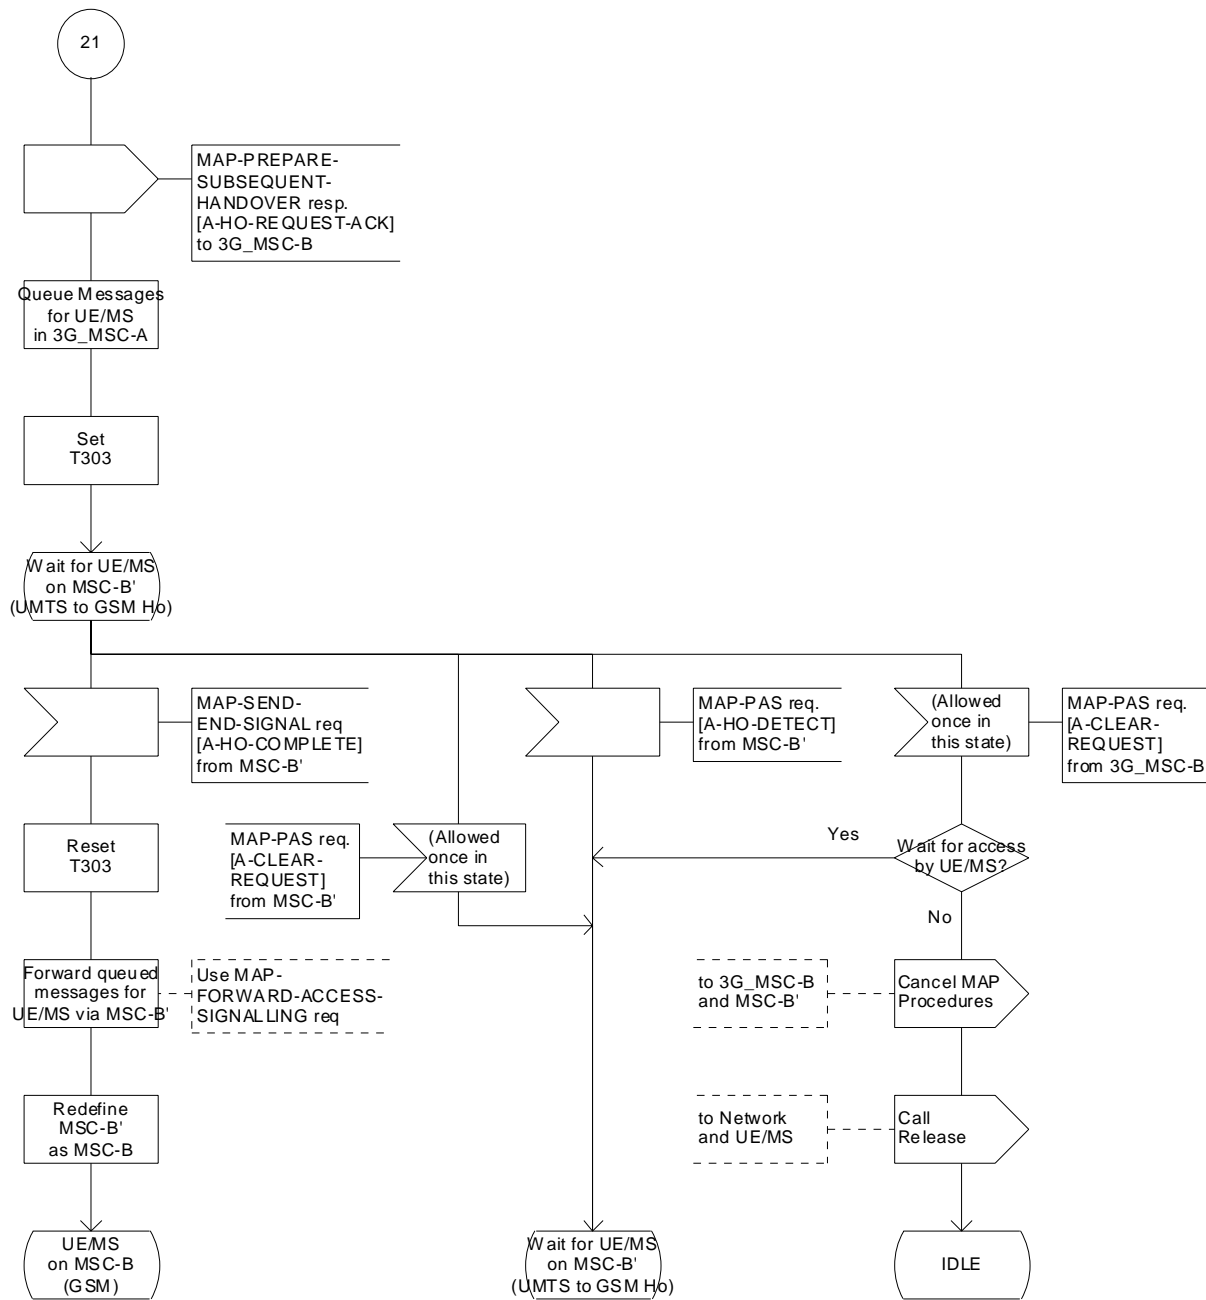 21
MAP-PREPARE-
SUBSEQUENT-
HANDOVER resp.
[A-HO-REQUEST-ACK]
to 3G_MSC-B
Queue Messages
for UE/MS
in 3G_MSC-A
Set
T303
Wait for UE/MS
on MSC-B'
(UMTS to GSM Ho)
MAP-SEND-
END-SIGNAL req
[A-HO-COMPLETE]
from MSC-B'
MAP-PAS req.
[A-HO-DETECT]
from MSC-B'
(Allowed
once in
this state)
MAP-PAS req.
[A-CLEAR-
REQUEST]
from 3G_MSC-B
Reset
T303
MAP-PAS req.
[A-CLEAR-
REQUEST]
from MSC-B'
(Allowed
once in
this state)
Yes
Wait for access
by UE/MS?
No
Forward queued
messages for
UE/MS via MSC-B'
Use MAP-
FORWARD-ACCESS-
SIGNALLING req
to 3G_MSC-B
and MSC-B'
Cancel MAP
Procedures
Redefine
MSC-B'
as MSC-B
to Network
and UE/MS
Call
Release
UE/MS
on MSC-B
(GSM)
Wait for UE/MS
on MSC-B'
(UMTS to GSM Ho)
IDLE